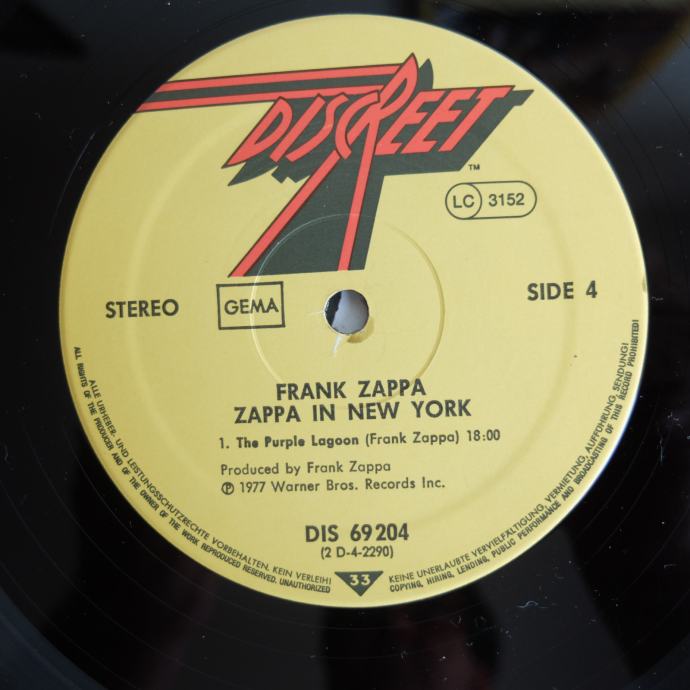 DISCREET
™
LC 3152
STEREO
GEMA
SIDE 4
FRANK ZAPPA
ZAPPA IN NEW YORK
1. The Purple Lagoon (Frank Zappa) 18:00
Produced by Frank Zappa
Ⓟ 1977 Warner Bros. Records Inc.
DIS 69 204
(2 D-4-2290)
33
ALLE URHEBER- UND LEISTUNGSSCHUTZRECHTE VORBEHALTEN. KEIN VERLEIH! KEINE UNERLAUBTE VERVIELFÄLTIGUNG, VERMIETUNG, AUFFÜHRUNG, SENDUNG!
ALL RIGHTS OF THE PRODUCER AND OF THE OWNER OF THE WORK REPRODUCED RESERVED. UNAUTHORIZED COPYING, HIRING, LENDING, PUBLIC PERFORMANCE AND BROADCASTING OF THIS RECORD PROHIBITED!